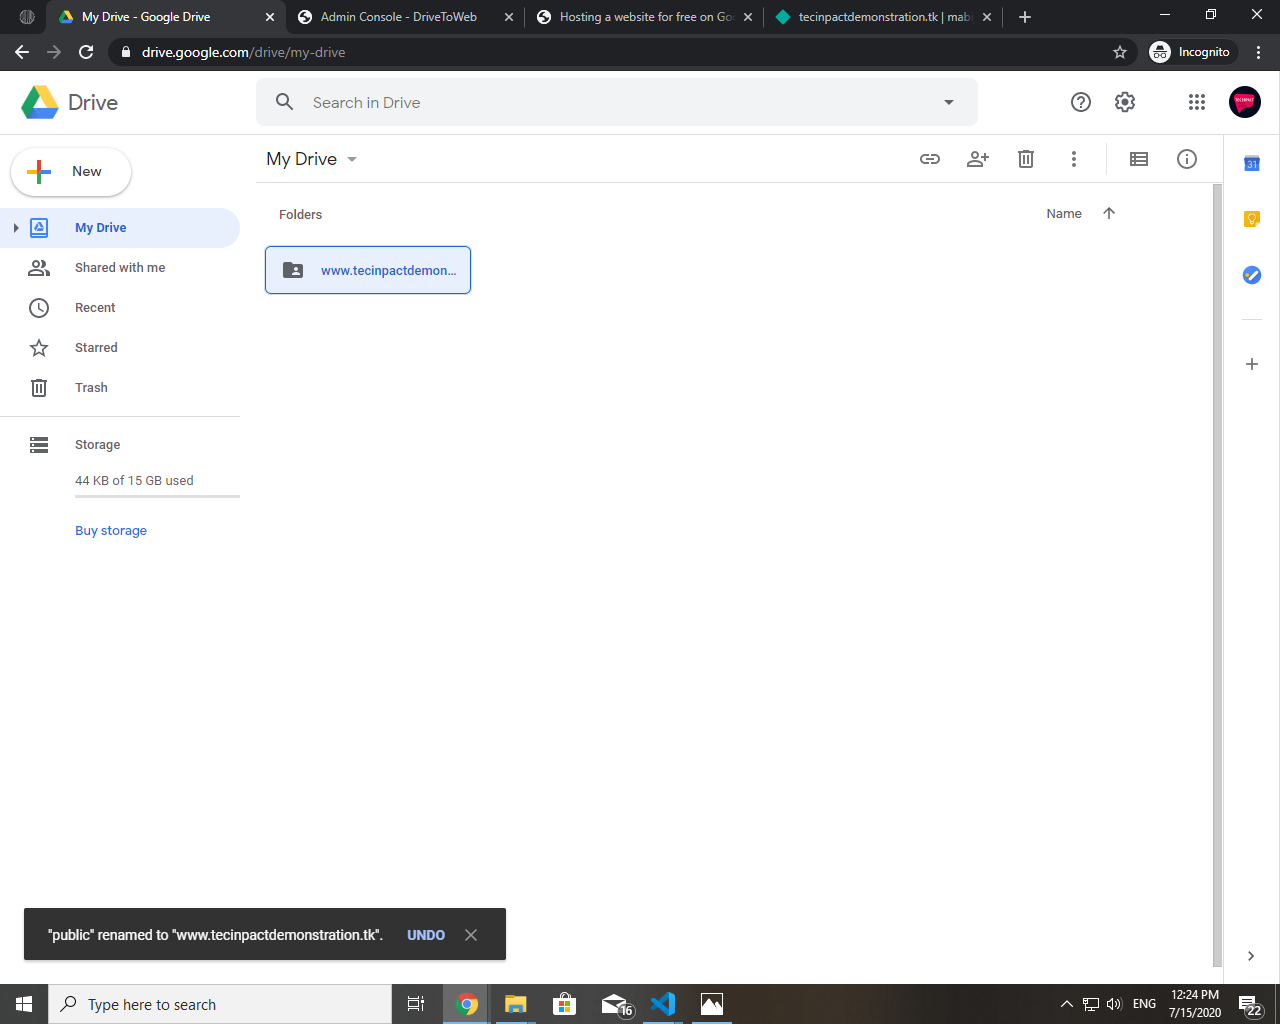 My Drive - Google Drive
Admin Console - DriveToWeb
Hosting a website for free on Goo
tecinpactdemonstration.tk | mabi
drive.google.com/drive/my-drive
Incognito
Drive
Search in Drive
New
My Drive
Shared with me
Recent
Starred
Trash
Storage
44 KB of 15 GB used
Buy storage
My Drive
Folders
Name
www.tecinpactdemon...
31
"public" renamed to "www.tecinpactdemonstration.tk".
UNDO
Type here to search
16
ENG
12:24 PM
7/15/2020
22